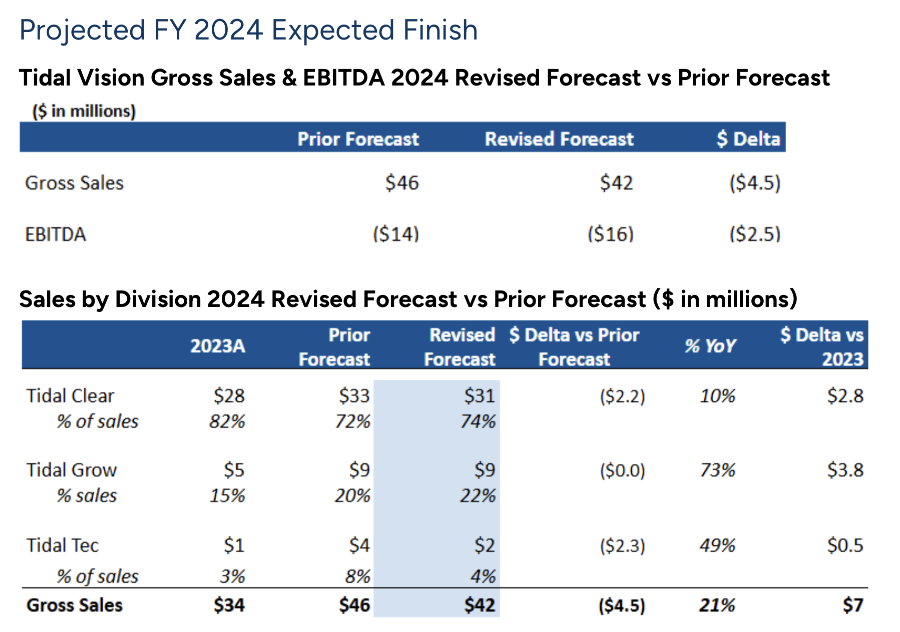 Projected FY 2024 Expected Finish
Tidal Vision Gross Sales & EBITDA 2024 Revised Forecast vs Prior Forecast
($ in millions)
Prior Forecast Revised Forecast $ Delta
Gross Sales $46 $42 ($4.5)
EBITDA ($14) ($16) ($2.5)
Sales by Division 2024 Revised Forecast vs Prior Forecast ($ in millions)
2023A Prior Forecast Revised Forecast $ Delta vs Prior Forecast % YoY $ Delta vs 2023
Tidal Clear $28 $33 $31 ($2.2) 10% $2.8
% of sales 82% 72% 74%
Tidal Grow $5 $9 $9 ($0.0) 73% $3.8
% sales 15% 20% 22%
Tidal Tec $1 $4 $2 ($2.3) 49% $0.5
% of sales 3% 8% 4%
Gross Sales $34 $46 $42 ($4.5) 21% $7